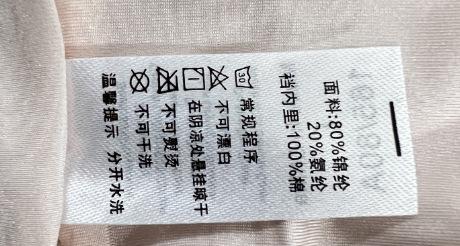 面料:80%锦纶
20%氨纶
裆内里:100%棉
30 常规程序
不可漂白
在阴凉处悬挂晾干
不可熨烫
不可干洗
温馨提示 分开水洗